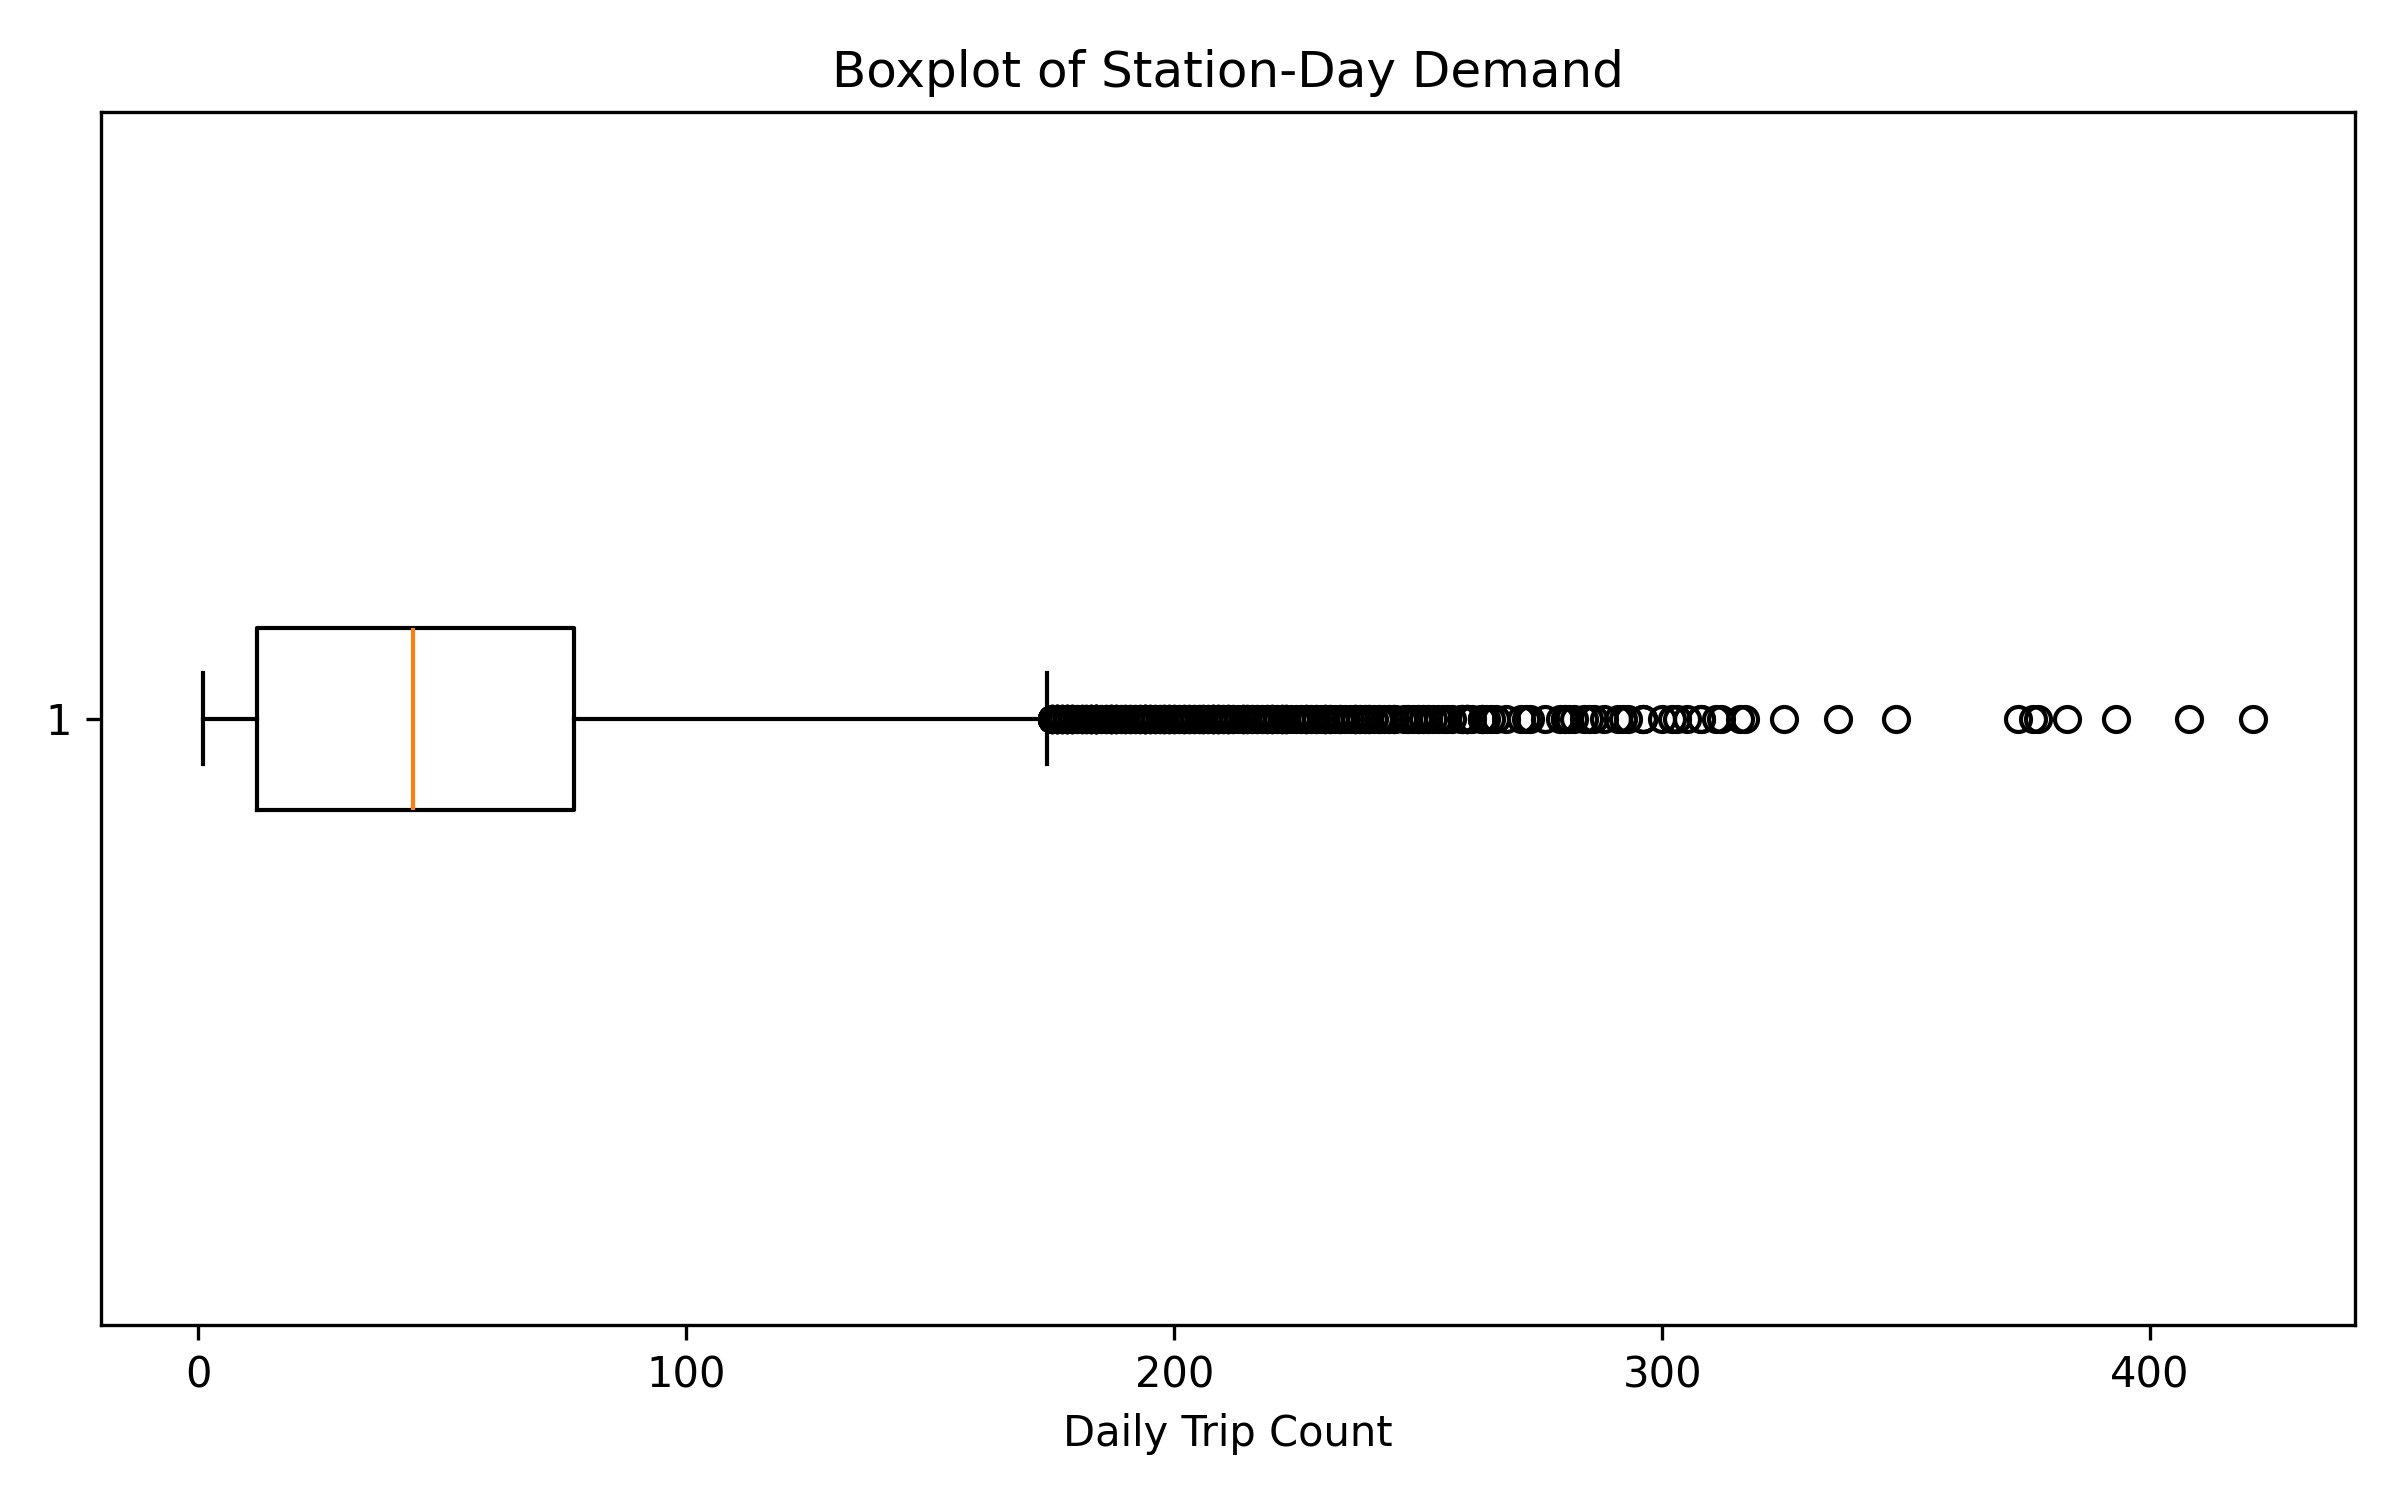 Boxplot of Station-Day Demand
1
0 100 200 300 400
Daily Trip Count